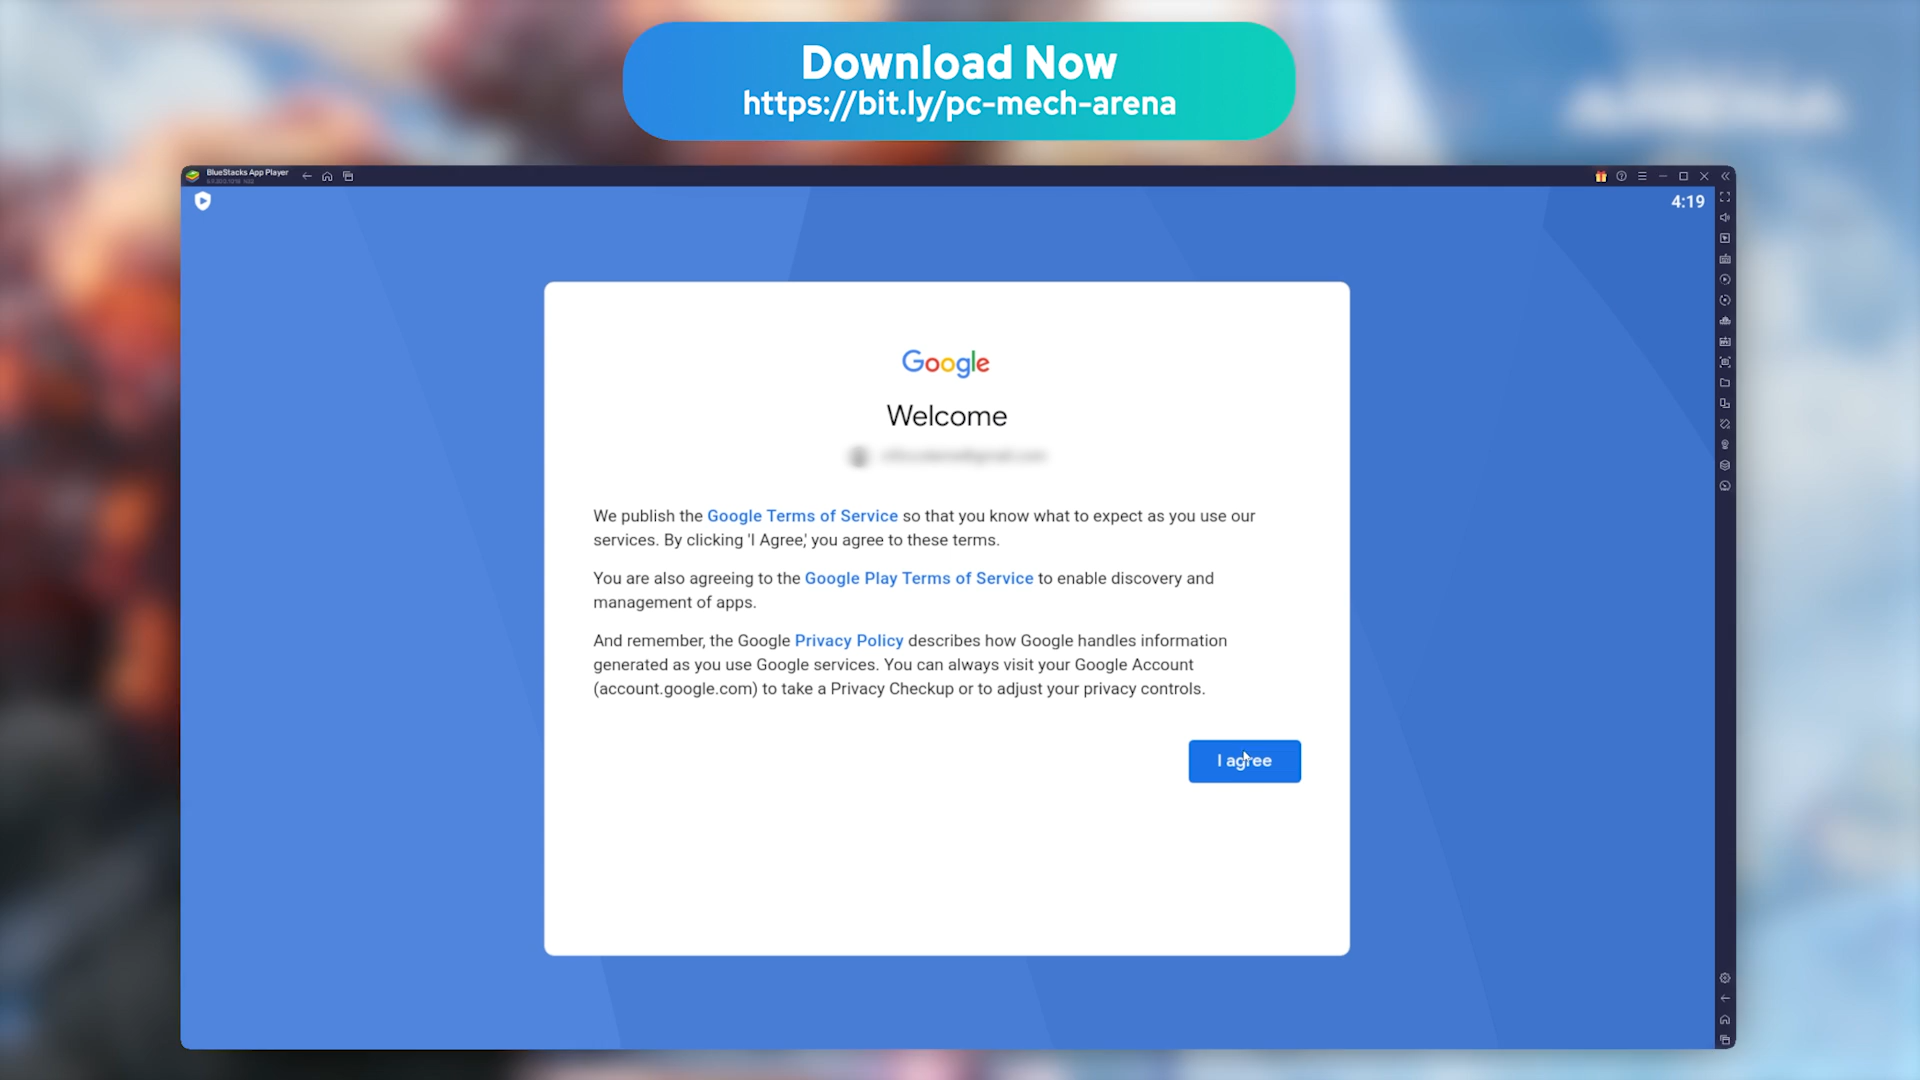 Download Now
https://bit.ly/pc-mech-arena
BlueStacks App Player
4:19
Google
Welcome
We publish the Google Terms of Service so that you know what to expect as you use our
services. By clicking 'I Agree,' you agree to these terms.
You are also agreeing to the Google Play Terms of Service to enable discovery and
management of apps.
And remember, the Google Privacy Policy describes how Google handles information
generated as you use Google services. You can always visit your Google Account
(account.google.com) to take a Privacy Checkup or to adjust your privacy controls.
I agree